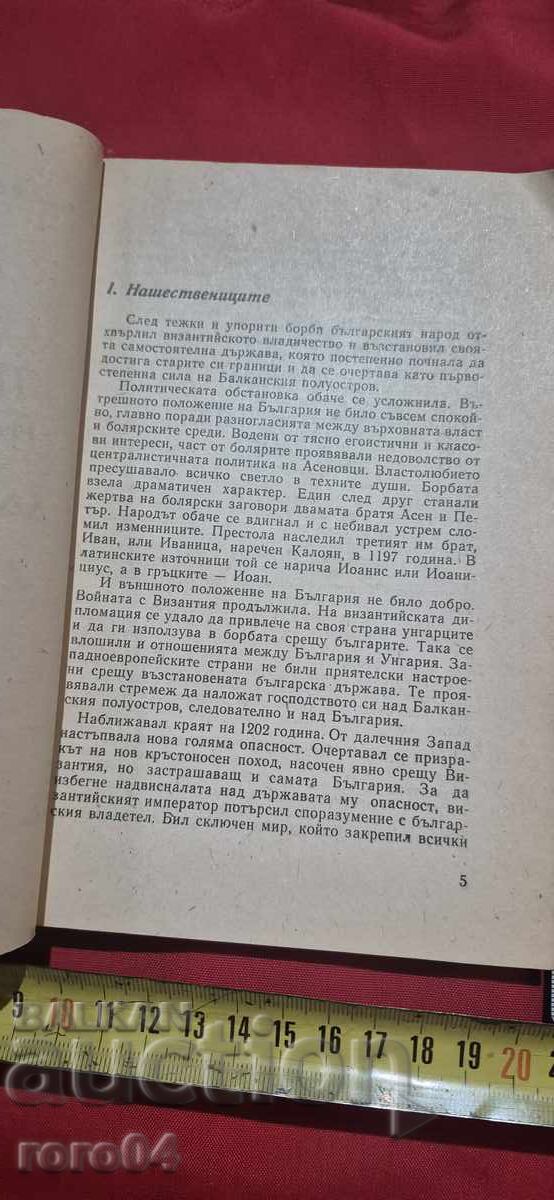 I. Нашествениците
След тежки и упорити борби българският народ от-
хвърлил византийското владичество и възстановил своя-
та самостоятелна държава, която постепенно почнала да
достига старите си граници и да се очертава като първо-
степенна сила на Балканския полуостров.
Политическата обстановка обаче се усложнила. Въ-
трешното положение на България не било съвсем спокой-
но, главно поради разногласията между върховната власт
и болярските среди. Водени от тясно егоистични и класо-
ви интереси, част от болярите проявявали недоволство от
централистичната политика на Асеновци. Властолюбието
пресушавало всичко светло в техните души. Борбата
взела драматичен характер. Един след друг станали
жертва на болярски заговори двамата братя Асен и Пе-
тър. Народът обаче се вдигнал и с небивал устрем сло-
мил изменниците. Престола наследил третият им брат,
Иван, или Иваница, наречен Калоян, в 1197 година. В
латинските източници той се нарича Иоанис или Иоани-
циус, а в гръцките — Иоан.
И външното положение на България не било добро.
Войната с Византия продължила. На византийската ди-
пломация се удало да привлече на своя страна унгарците
и да ги използува в борбата срещу българите. Така се
влошили и отношенията между България и Унгария. За-
падноевропейските страни не били приятелски настрое-
ни срещу възстановената българска държава. Те проя-
вявали стремеж да наложат господството си над Балкан-
ския полуостров, следователно и над България.
Наближавал краят на 1202 година. От далечния Запад
настъпвала нова голяма опасност. Очертавал се призра-
кът на нов кръстоносен поход, насочен явно срещу Ви-
зантия, но застрашаващ и самата България. За да
избегне надвисналата над държавата му опасност, ви-
зантийският император потърсил споразумение с българ-
ския владетел. Бил сключен мир, който закрепил всички
5
9 10 11 12 13 14 15 16 17 18 19 20 2
BALKAN
auction
roro04